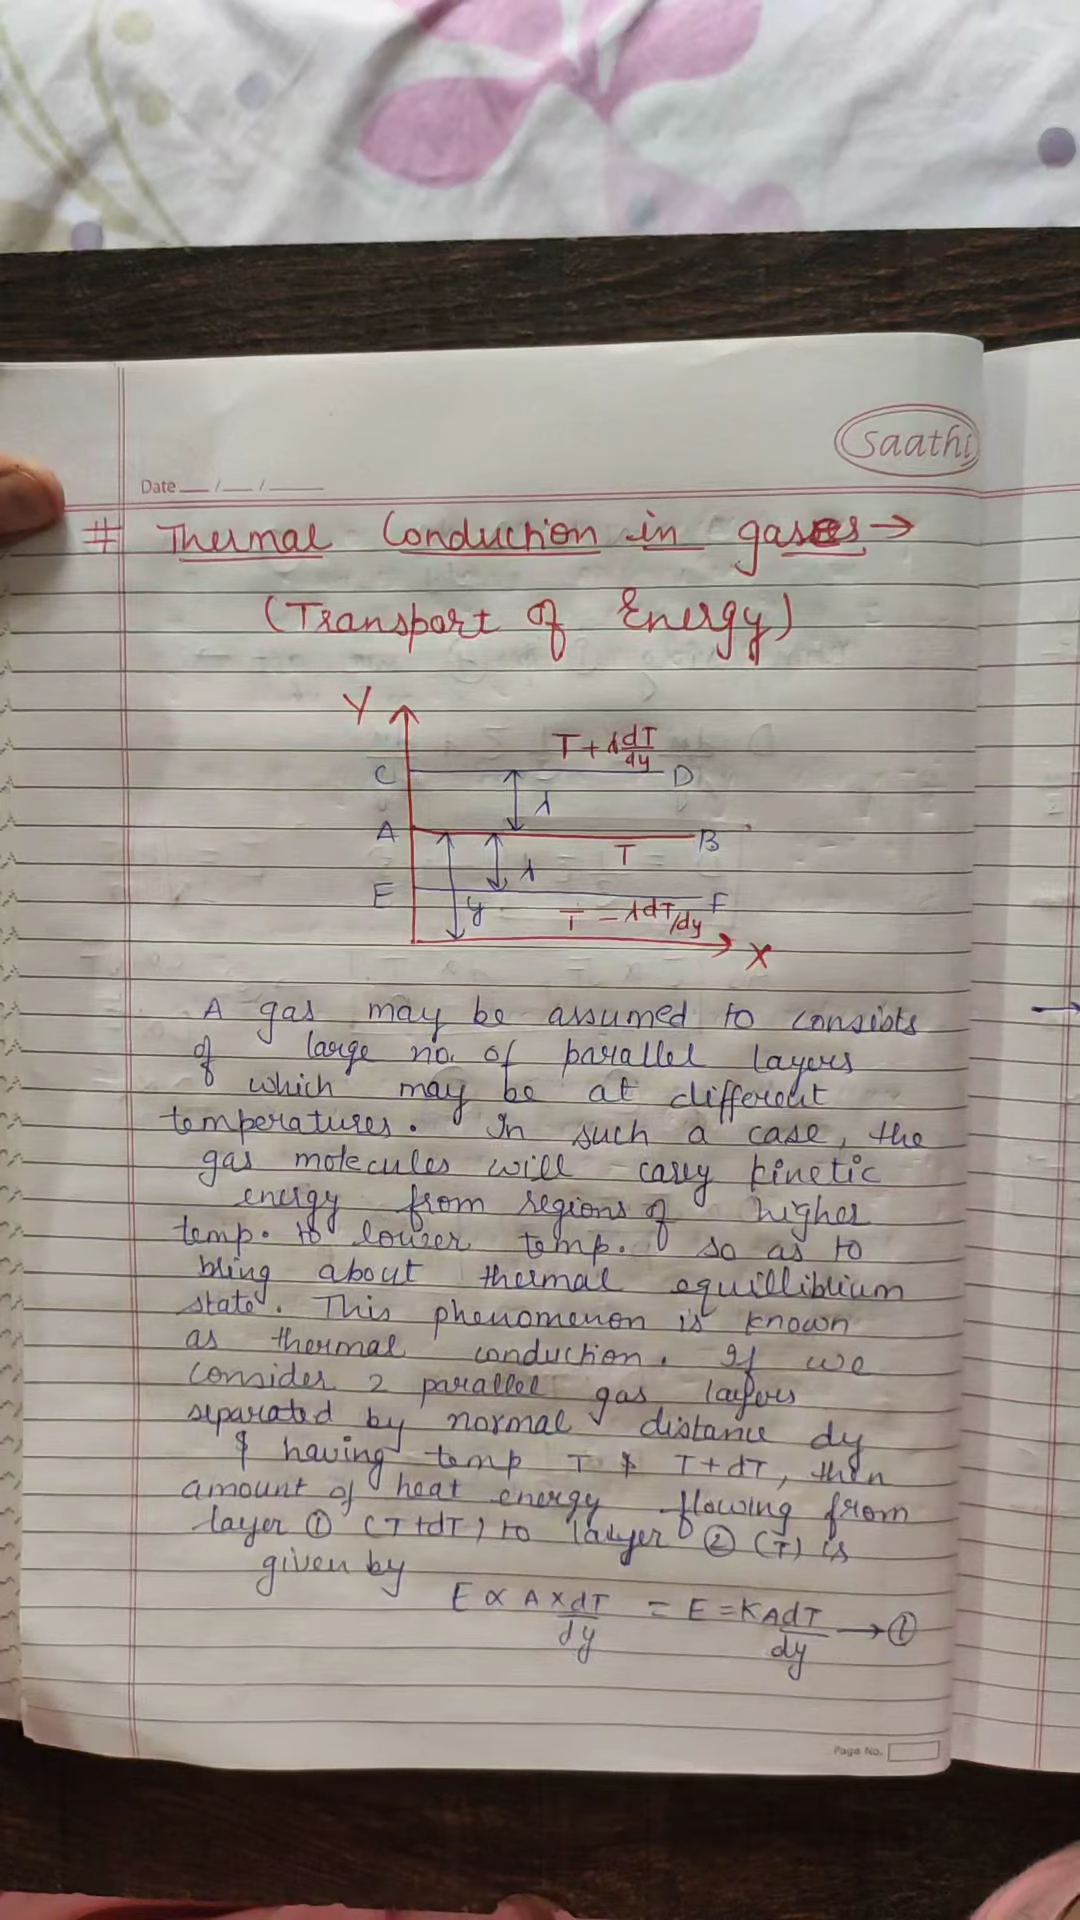 Saathi
Date __/__/____
# Thermal Conduction in gases →
(Transport of Energy)
Y
T + λ dT/dy
C D
λ
A B
T
λ
E F
y
T - λdT/dy
X
A gas may be assumed to consists
of large no. of parallel layers
which may be at different
temperatures. In such a case, the
gas molecules will carry kinetic
energy from regions of higher
temp. to lower temp. so as to
bring about thermal equillibrium
state. This phenomenon is known
as thermal conduction. If we
consider 2 parallel gas layers
separated by normal distance dy
& having temp T & T+dT, then
amount of heat energy flowing from
layer ① (T+dT) to layer ② (T) is
given by
E ∝ A x dT/dy = E = KA dT/dy → ①
Page No.